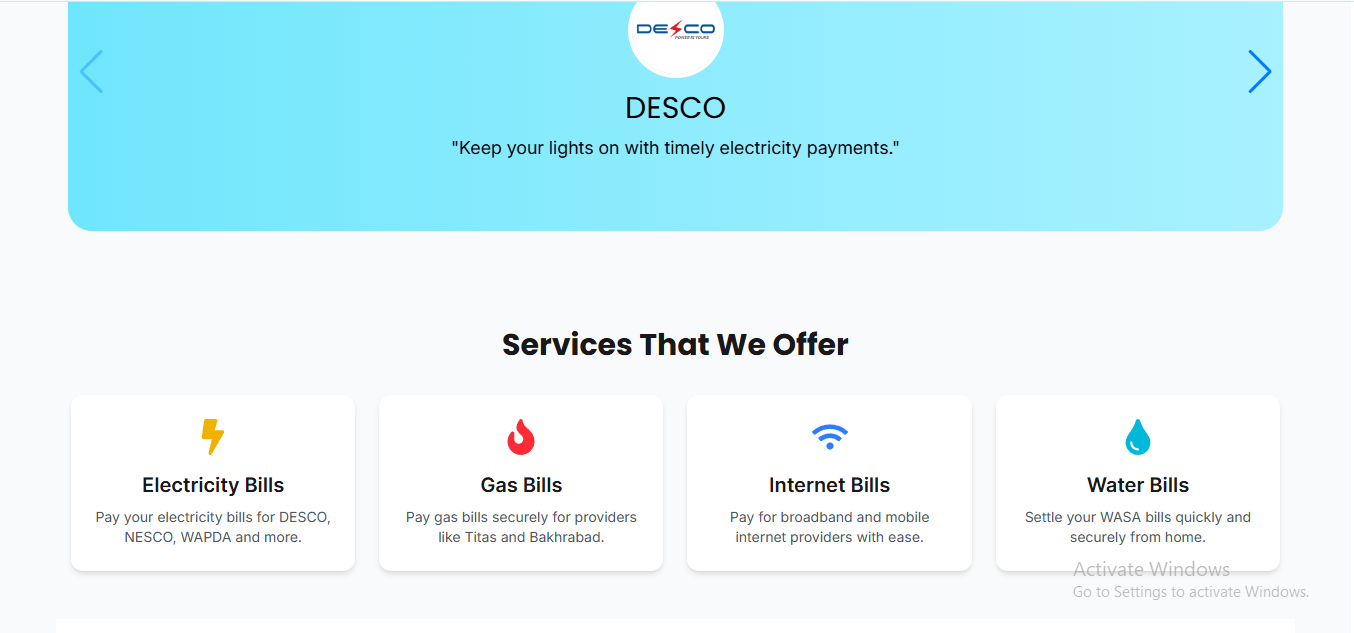 DESCO
POWER IS YOURS
DESCO
"Keep your lights on with timely electricity payments."
Services That We Offer
Electricity Bills
Pay your electricity bills for DESCO,
NESCO, WAPDA and more.
Gas Bills
Pay gas bills securely for providers
like Titas and Bakhrabad.
Internet Bills
Pay for broadband and mobile
internet providers with ease.
Water Bills
Settle your WASA bills quickly and
securely from home.
Activate Windows
Go to Settings to activate Windows.